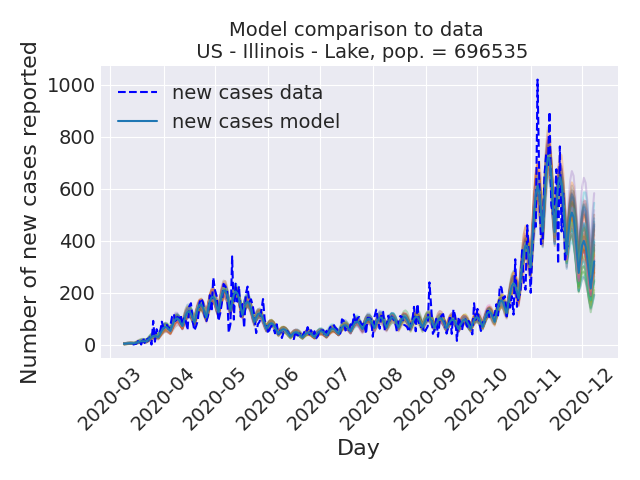 Model comparison to data
US - Illinois - Lake, pop. = 696535
Number of new cases reported
1000
800
600
400
200
0
new cases data
new cases model
2020-03
2020-04
2020-05
2020-06
2020-07
2020-08
2020-09
2020-10
2020-11
2020-12
Day